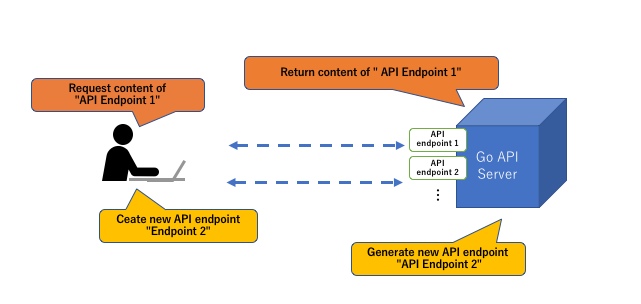 Return content of " API Endpoint 1"
Request content of
"API Endpoint 1"
API
endpoint 1
API
endpoint 2
Go API
Server
Ceate new API endpoint
"Endpoint 2"
Generate new API endpoint
"API Endpoint 2"